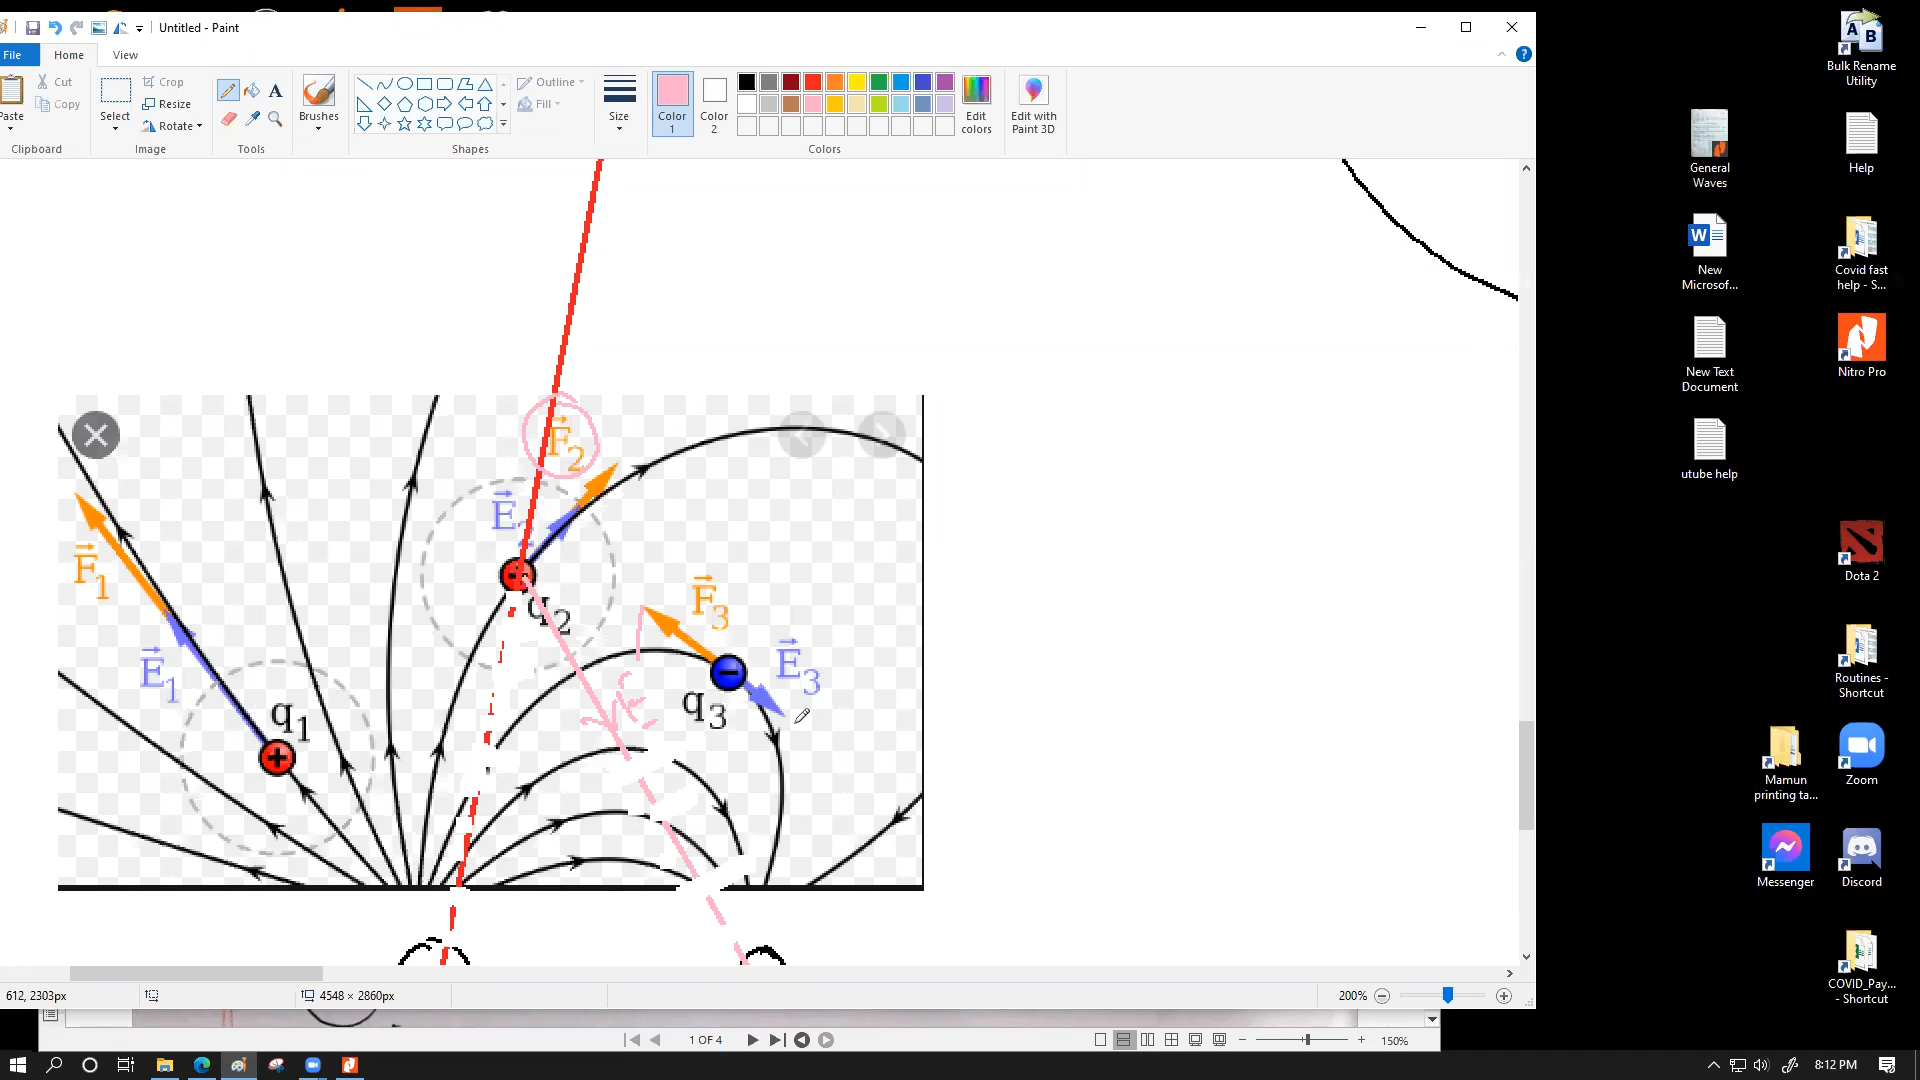 Untitled - Paint
File Home View
Cut
Copy
Paste
Clipboard
Select
Crop
Resize
Rotate
Image
A
Tools
Brushes
Outline
Fill
Shapes
Size
Color 1
Color 2
Edit colors
Edit with Paint 3D
Colors
F2
E
q2
F1
E1
q1
F3
E3
q3
612, 2303px
4548 × 2860px
200%
1 OF 4
150%
8:12 PM
Bulk Rename Utility
General Waves
Help
W
New Microsof...
Covid fast help - S...
New Text Document
Nitro Pro
utube help
Dota 2
Routines - Shortcut
Mamun printing ta...
Zoom
Messenger
Discord
COVID_Pay... - Shortcut